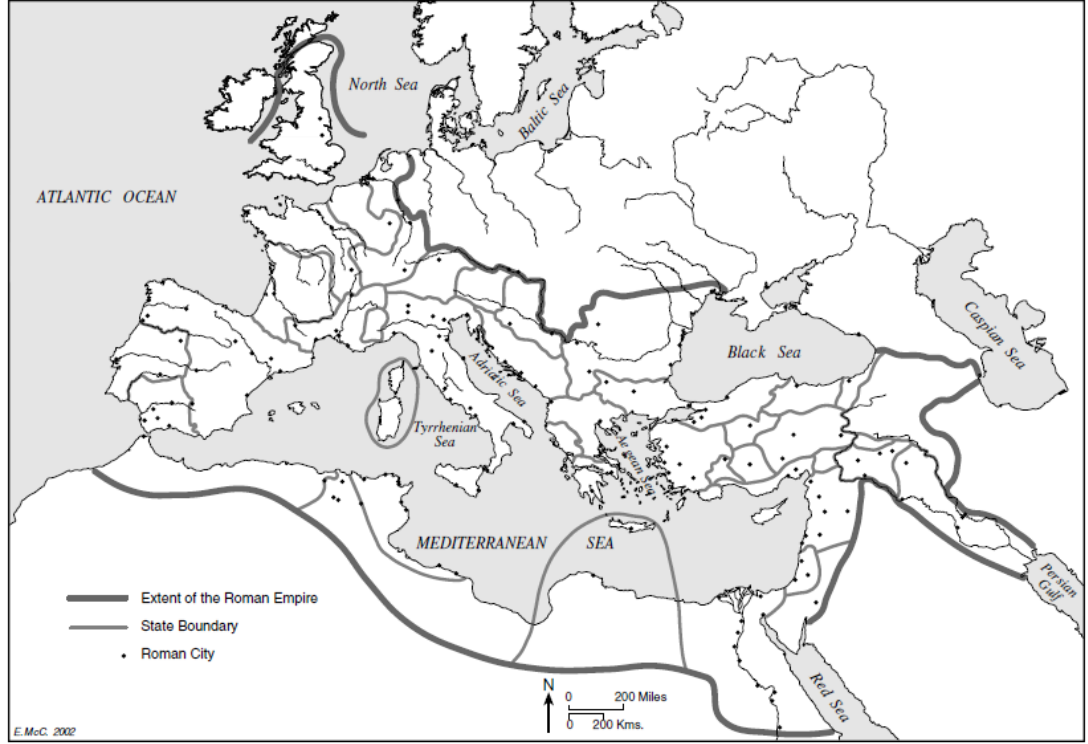 North Sea
Baltic Sea
ATLANTIC OCEAN
Caspian Sea
Black Sea
Adriatic Sea
Tyrrhenian
Sea
Aegean Sea
MEDITERRANEAN SEA
Persian
Gulf
Extent of the Roman Empire
State Boundary
Roman City
Red Sea
N
0 200 Miles
0 200 Kms.
E.McC. 2002